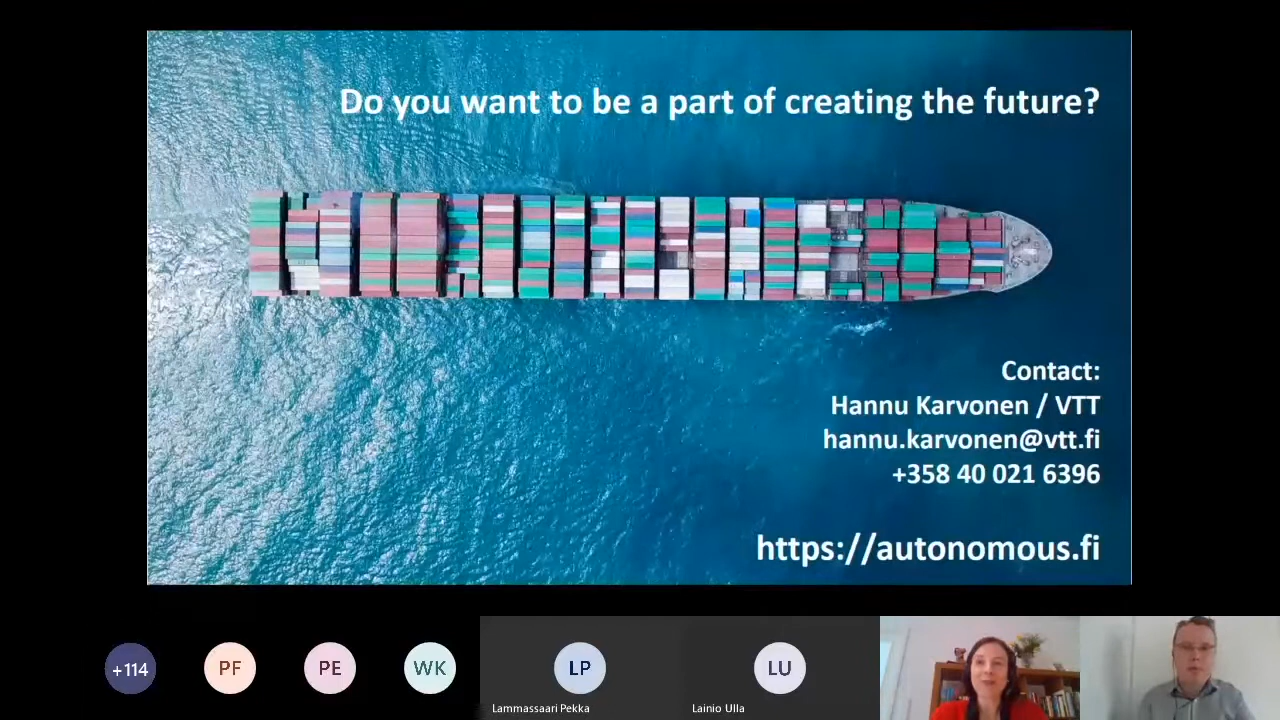 Do you want to be a part of creating the future?
Contact:
Hannu Karvonen / VTT
hannu.karvonen@vtt.fi
+358 40 021 6396
https://autonomous.fi
+114
PF
PE
WK
LP
LU
Lammassaari Pekka
Lainio Ulla